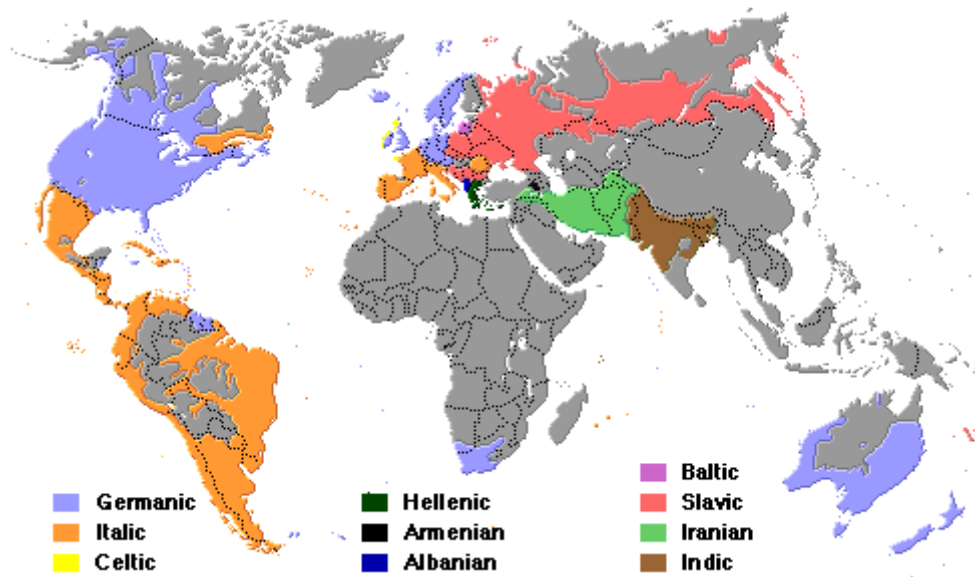 Germanic
Italic
Celtic
Hellenic
Armenian
Albanian
Baltic
Slavic
Iranian
Indic